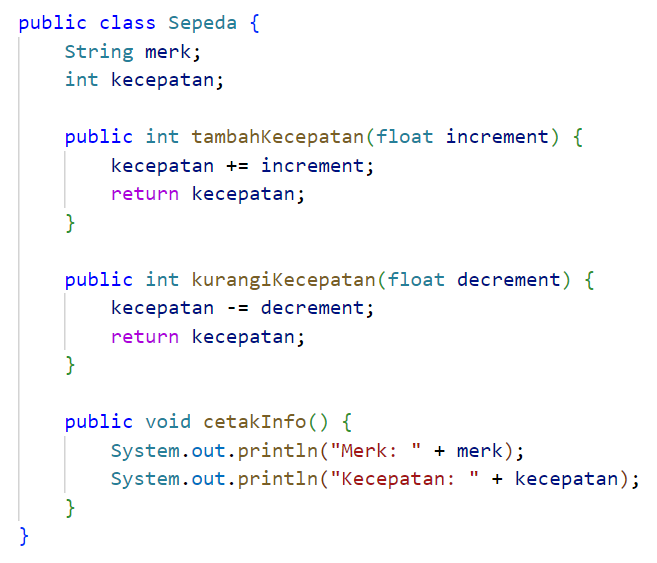 public class Sepeda {
    String merk;
    int kecepatan;

    public int tambahKecepatan(float increment) {
        kecepatan += increment;
        return kecepatan;
    }

    public int kurangiKecepatan(float decrement) {
        kecepatan -= decrement;
        return kecepatan;
    }

    public void cetakInfo() {
        System.out.println("Merk: " + merk);
        System.out.println("Kecepatan: " + kecepatan);
    }
}